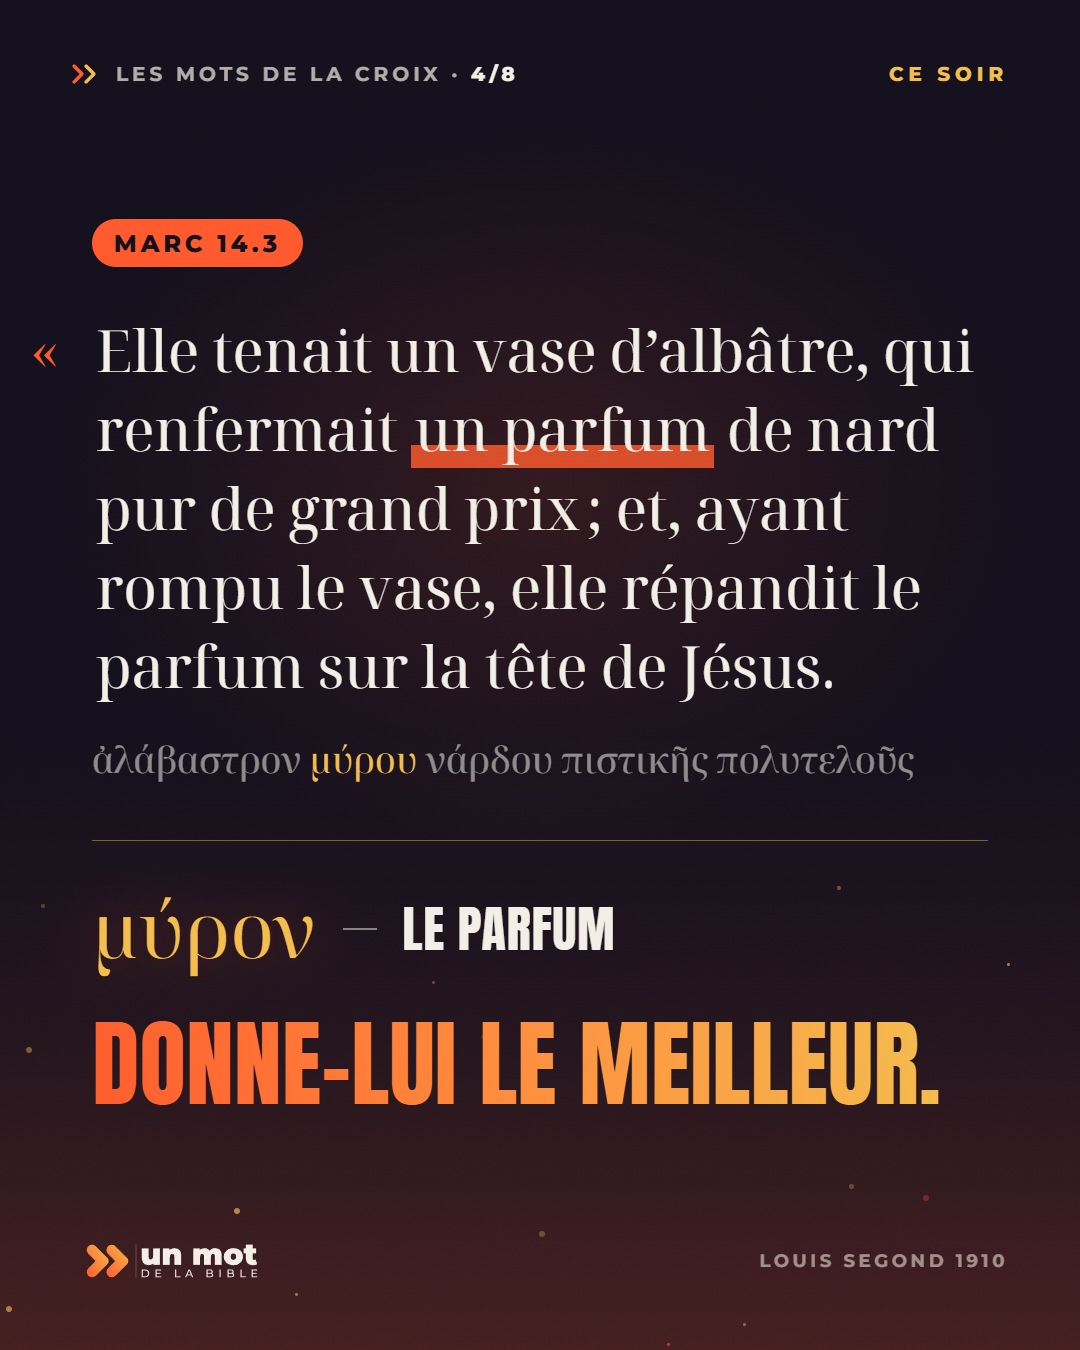 LES MOTS DE LA CROIX · 4/8
CE SOIR
MARC 14.3
« Elle tenait un vase d’albâtre, qui
renfermait un parfum de nard
pur de grand prix ; et, ayant
rompu le vase, elle répandit le
parfum sur la tête de Jésus.
ἀλάβαστρον μύρου νάρδου πιστικῆς πολυτελοῦς
μύρον — LE PARFUM
DONNE-LUI LE MEILLEUR.
un mot
DE LA BIBLE
LOUIS SEGOND 1910